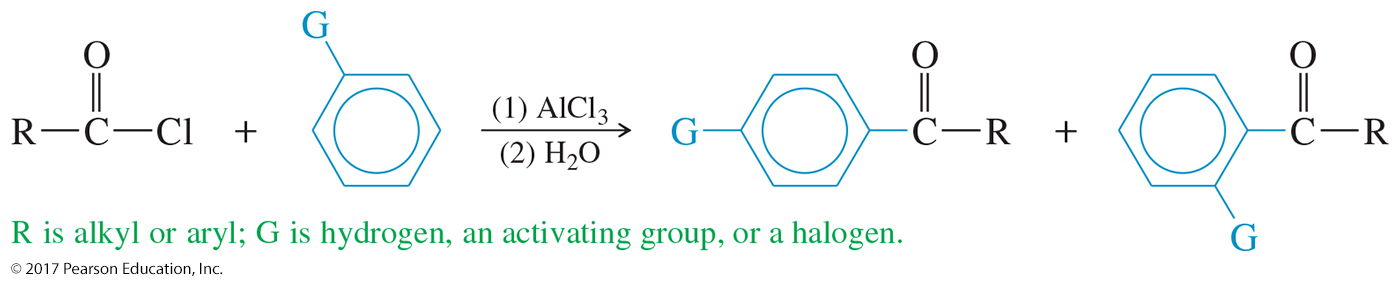 G
O O O
R—C—Cl + (1) AlCl₃ G— —C—R + —C—R
(2) H₂O
G
R is alkyl or aryl; G is hydrogen, an activating group, or a halogen.
© 2017 Pearson Education, Inc.